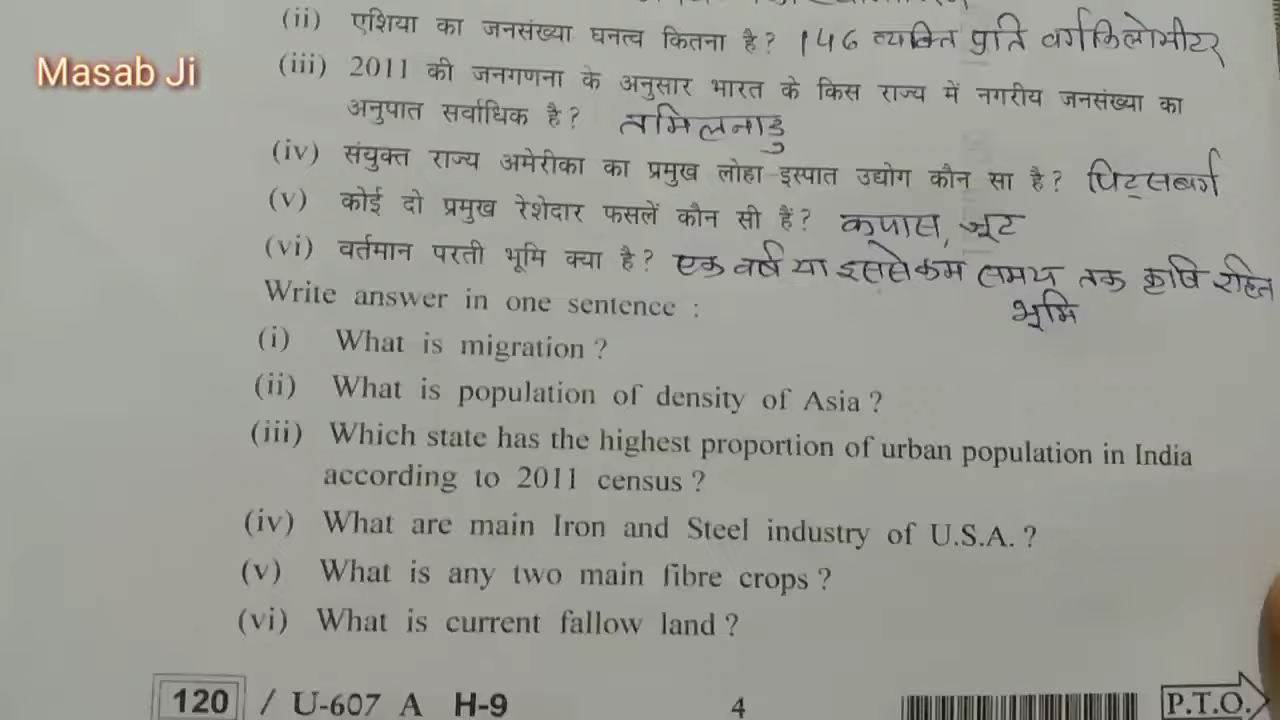 (ii) एशिया का जनसंख्या घनत्व कितना है? 146 व्यक्ति प्रति वर्गकिलोमीटर
Masab Ji
(iii) 2011 की जनगणना के अनुसार भारत के किस राज्य में नगरीय जनसंख्या का
अनुपात सर्वाधिक है? तमिलनाडु
(iv) संयुक्त राज्य अमेरीका का प्रमुख लोहा इस्पात उद्योग कौन सा है? पिट्सबर्ग
(v) कोई दो प्रमुख रेशेदार फसलें कौन सी हैं? कपास, जूट
(vi) वर्तमान परती भूमि क्या है? एक वर्ष या इससे कम समय तक कृषि रहित
भूमि
Write answer in one sentence :
(i) What is migration ?
(ii) What is population of density of Asia ?
(iii) Which state has the highest proportion of urban population in India
according to 2011 census ?
(iv) What are main Iron and Steel industry of U.S.A. ?
(v) What is any two main fibre crops ?
(vi) What is current fallow land ?
120 / U-607 A H-9 4 P.T.O.